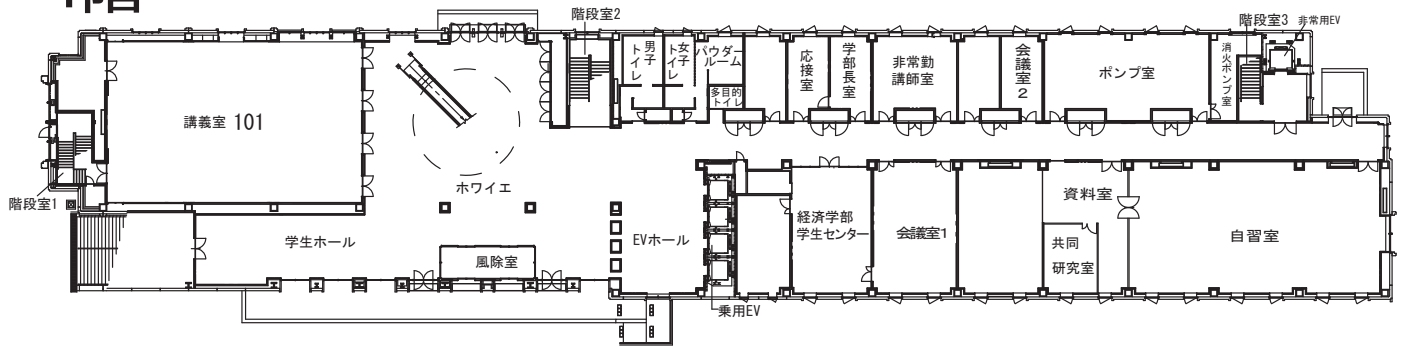 階段室2
階段室3
非常用EV
男子
トイレ
女子
トイレ
パウダー
ルーム
多目的
トイレ
応接室
学部長室
非常勤
講師室
会議室2
ポンプ室
消火ポンプ室
講義室 101
ホワイエ
階段室1
学生ホール
風除室
EVホール
乗用EV
経済学部
学生センター
会議室1
資料室
共同
研究室
自習室